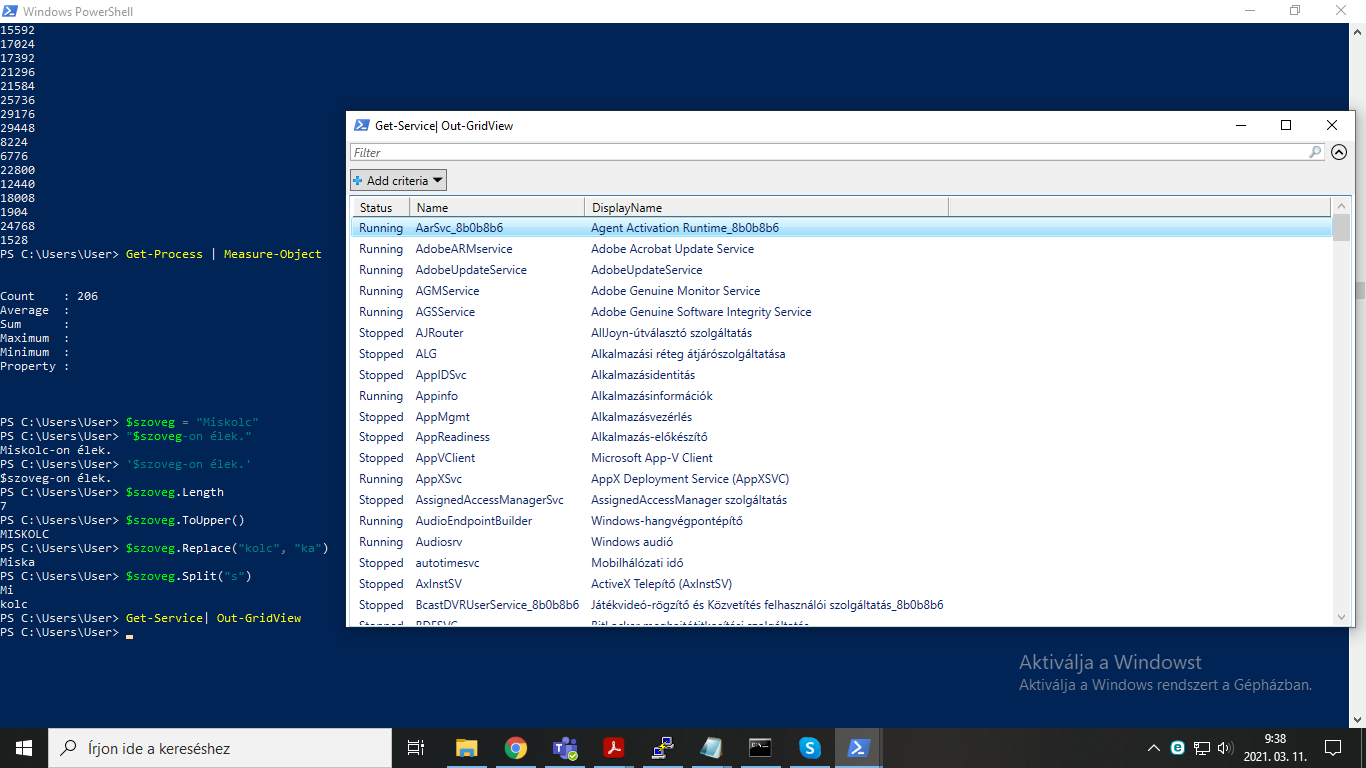 Windows PowerShell
15592
17024
17392
21296
21584
25736
29176
29448
8224
6776
22800
12440
18008
1904
24768
1528
PS C:\Users\User> Get-Process | Measure-Object
Count    : 206
Average  :
Sum      :
Maximum  :
Minimum  :
Property :
PS C:\Users\User> $szoveg = "Miskolc"
PS C:\Users\User> "$szoveg-on élek."
Miskolc-on élek.
PS C:\Users\User> '$szoveg-on élek.'
$szoveg-on élek.
PS C:\Users\User> $szoveg.Length
7
PS C:\Users\User> $szoveg.ToUpper()
MISKOLC
PS C:\Users\User> $szoveg.Replace("kolc", "ka")
Miska
PS C:\Users\User> $szoveg.Split("s")
Mi
kolc
PS C:\Users\User> Get-Service| Out-GridView
PS C:\Users\User>
Get-Service| Out-GridView
Filter
Add criteria
Status Name DisplayName
Running AarSvc_8b0b8b6 Agent Activation Runtime_8b0b8b6
Running AdobeARMservice Adobe Acrobat Update Service
Running AdobeUpdateService AdobeUpdateService
Running AGMService Adobe Genuine Monitor Service
Running AGSService Adobe Genuine Software Integrity Service
Stopped AJRouter AllJoyn-útválasztó szolgáltatás
Stopped ALG Alkalmazási réteg átjárószolgáltatása
Stopped AppIDSvc Alkalmazásidentitás
Running Appinfo Alkalmazásinformációk
Stopped AppMgmt Alkalmazásvezérlés
Stopped AppReadiness Alkalmazás-előkészítő
Stopped AppVClient Microsoft App-V Client
Running AppXSvc AppX Deployment Service (AppXSVC)
Stopped AssignedAccessManagerSvc AssignedAccessManager szolgáltatás
Running AudioEndpointBuilder Windows-hangvégpontépítő
Running Audiosrv Windows audió
Stopped autotimesvc Mobilhálózati idő
Stopped AxInstSV ActiveX Telepítő (AxInstSV)
Stopped BcastDVRUserService_8b0b8b6 Játékvideó-rögzítő és Közvetítés felhasználói szolgáltatás_8b0b8b6
Stopped BDESVC BitLocker meghajtótitkosítási szolgáltatás
Aktiválja a Windowst
Aktiválja a Windows rendszert a Gépházban.
Írjon ide a kereséshez
9:38
2021. 03. 11.